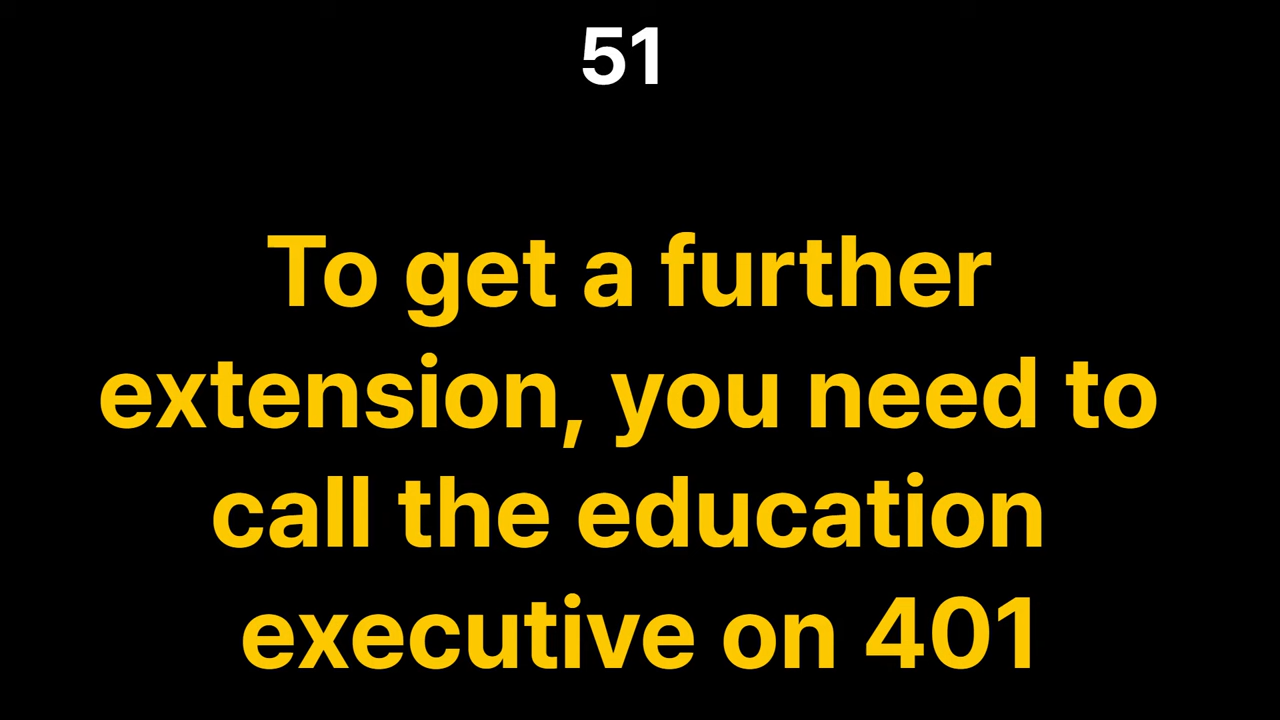 51
To get a further
extension, you need to
call the education
executive on 401